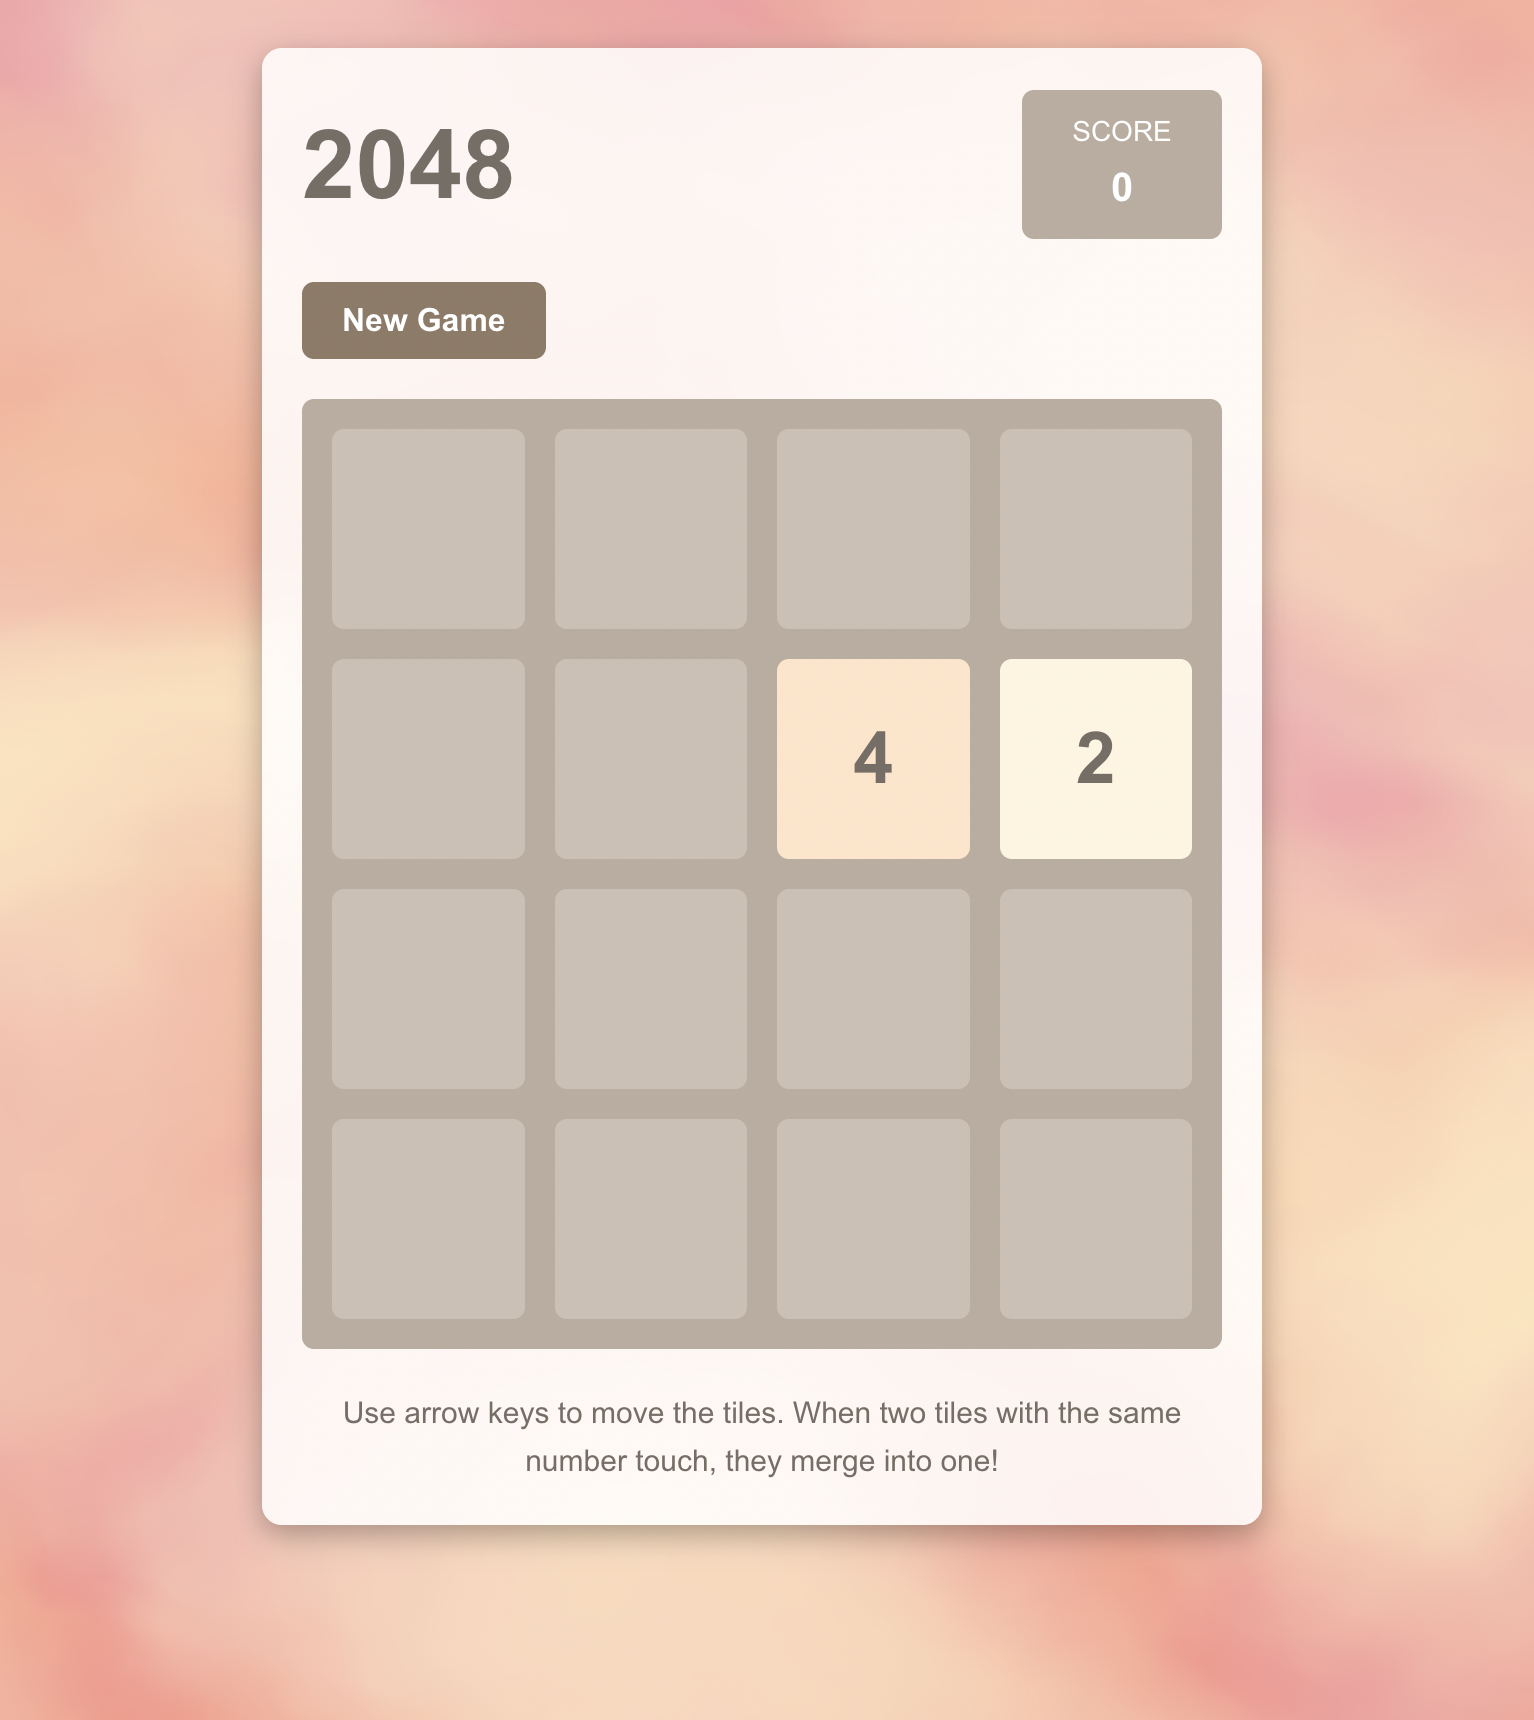 2048
SCORE
0
New Game
4 2
Use arrow keys to move the tiles. When two tiles with the same
number touch, they merge into one!